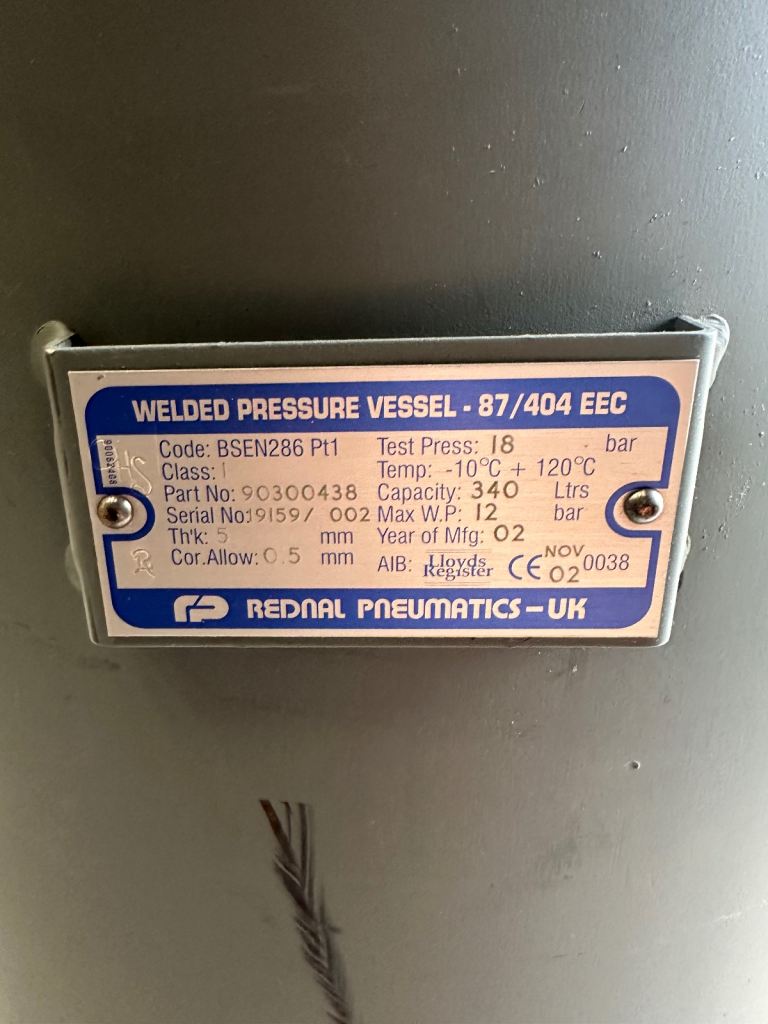 WELDED PRESSURE VESSEL - 87/404 EEC
90062408
Code: BSEN286 Pt1
Class: 1
Part No: 90300438
Serial No: 19159/ 002
Th'k: 5 mm
Cor.Allow: 0.5 mm
Test Press: 18 bar
Temp: -10°C + 120°C
Capacity: 340 Ltrs
Max W.P: 12 bar
Year of Mfg: 02
AIB: Lloyds Register CE NOV 02 0038
REDNAL PNEUMATICS – UK